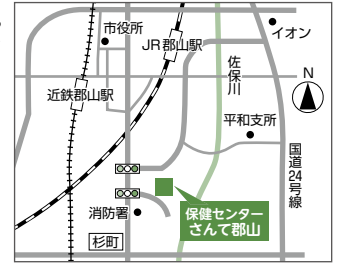 市役所
イオン
JR郡山駅
佐保川
近鉄郡山駅
N
平和支所
国道24号線
消防署
保健センター
さんて郡山
杉町